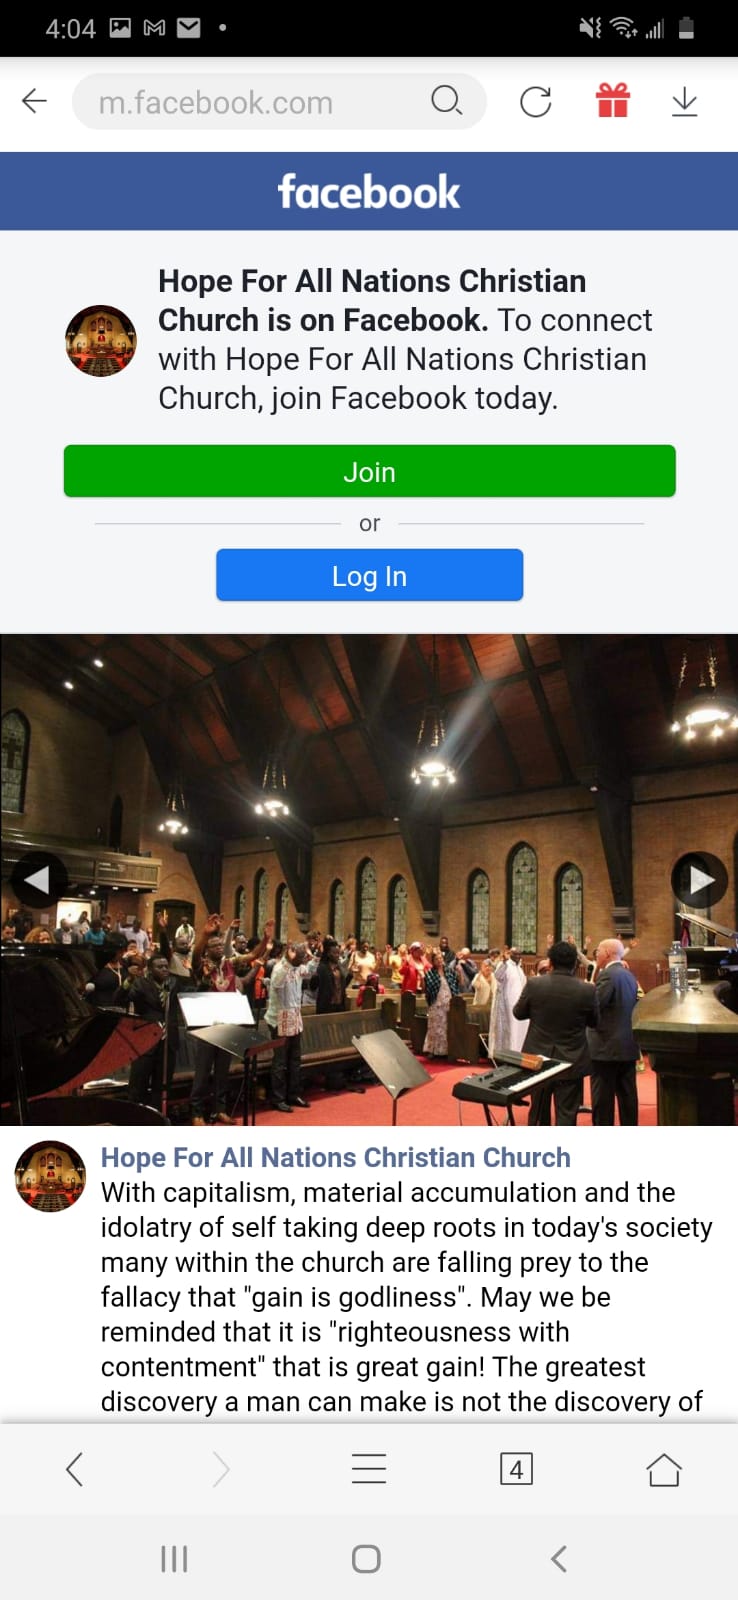 4:04
m.facebook.com
facebook
Hope For All Nations Christian
Church is on Facebook. To connect
with Hope For All Nations Christian
Church, join Facebook today.
Join
or
Log In
Hope For All Nations Christian Church
With capitalism, material accumulation and the
idolatry of self taking deep roots in today's society
many within the church are falling prey to the
fallacy that "gain is godliness". May we be
reminded that it is "righteousness with
contentment" that is great gain! The greatest
discovery a man can make is not the discovery of
4